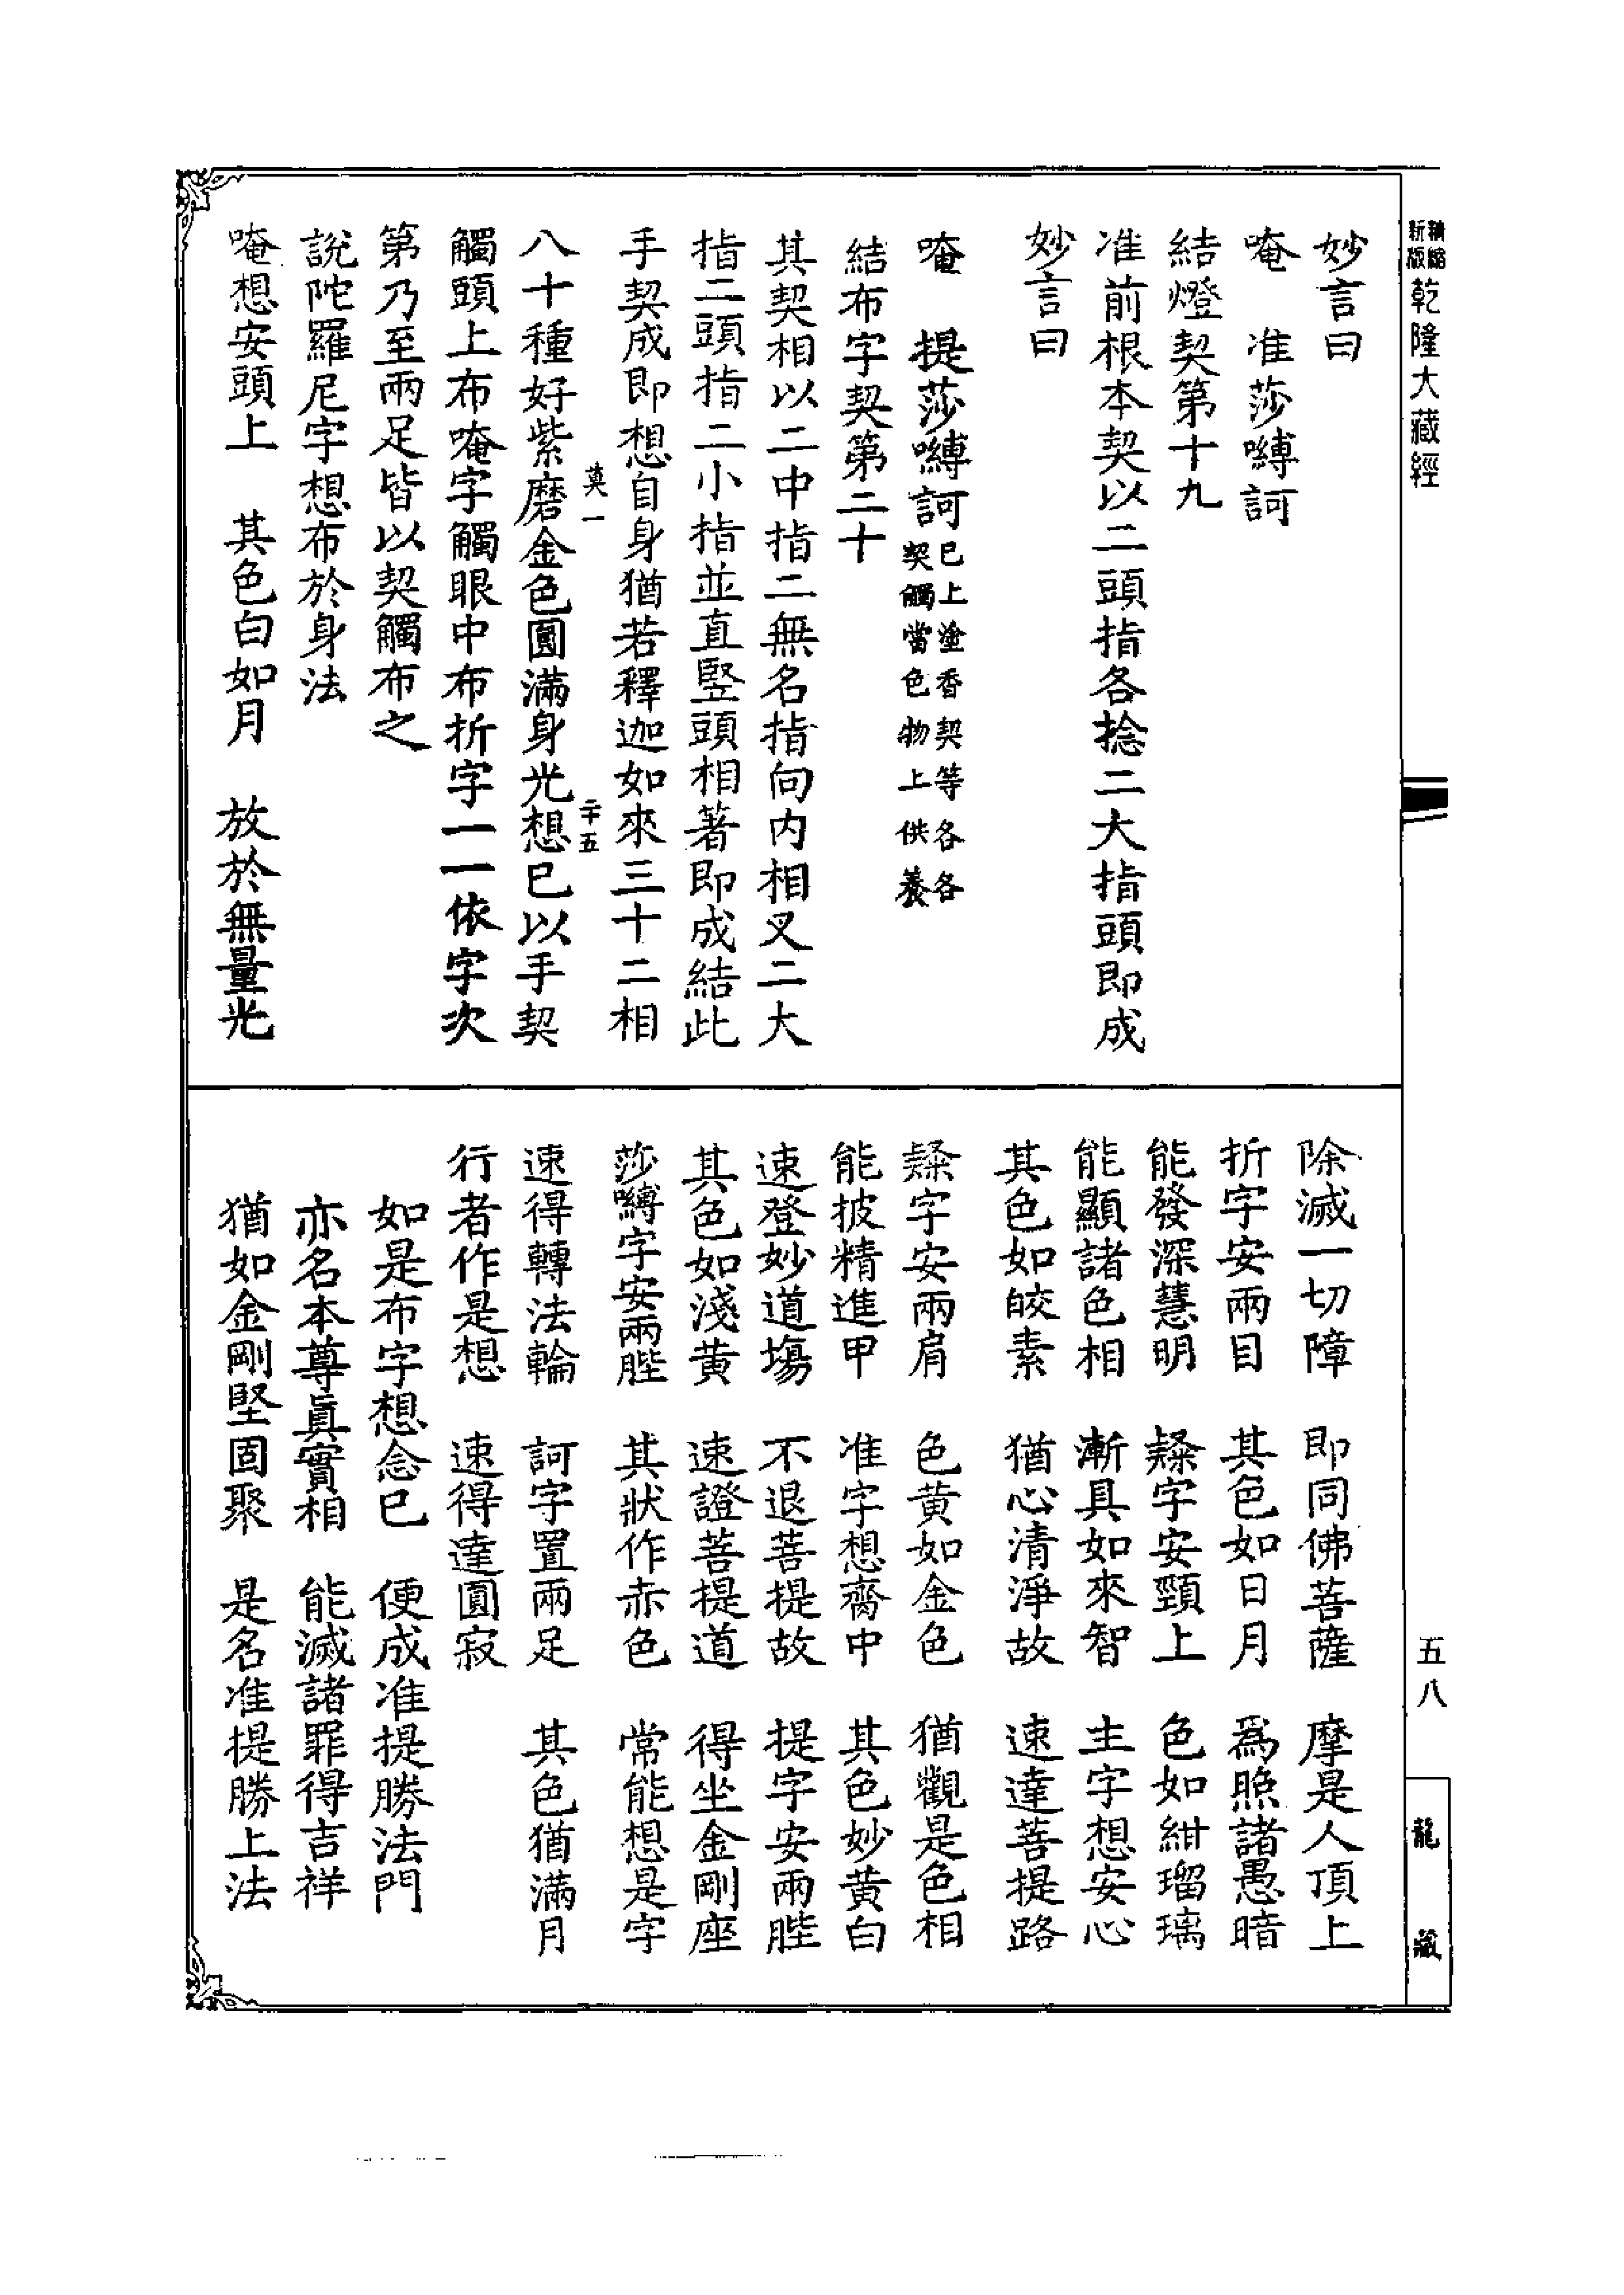 精縮新版乾隆大藏經
妙言曰
唵　准莎嚩訶
結燈契第十九
准前根本契以二頭指各捻二大指頭即成
妙言曰
唵　提莎嚩訶已上塗香契等各各契觸當色物上供養
結布字契第二十
其契相以二中指二無名指向内相叉二大
指二頭指二小指並直竪頭相著即成結此
手契成即想自身猶若釋迦如來三十二相
莫一　二十五
八十種好紫磨金色圓滿身光想已以手契
觸頭上布唵字觸眼中布折字一一依字次
第乃至兩足皆以契觸布之
說陀羅尼字想布於身法
唵想安頭上　其色白如月　放於無量光
除滅一切障　即同佛菩薩　摩是人頂上
折字安兩目　其色如日月　為照諸愚暗
能發深慧明　隸字安頸上　色如紺瑠璃
能顯諸色相　漸具如來智　主字想安心
其色如皎素　猶心清淨故　速達菩提路
隸字安兩肩　色黄如金色　猶觀是色相
能披精進甲　准字想臍中　其色妙黄白
速登妙道場　不退菩提故　提字安兩䏶
其色如淺黄　速證菩提道　得坐金剛座
莎嚩字安兩䏶　其狀作赤色　常能想是字
速得轉法輪　訶字置兩足　其色猶滿月
行者作是想　速得達圓寂
如是布字想念已　便成准提勝法門
亦名本尊眞實相　能滅諸罪得吉祥
猶如金剛堅固聚　是名准提勝上法
五八
龍藏